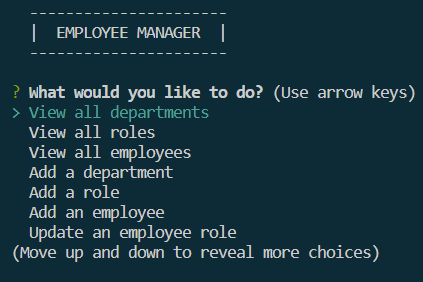 ---------------------
| EMPLOYEE MANAGER |
---------------------
? What would you like to do? (Use arrow keys)
> View all departments
View all roles
View all employees
Add a department
Add a role
Add an employee
Update an employee role
(Move up and down to reveal more choices)